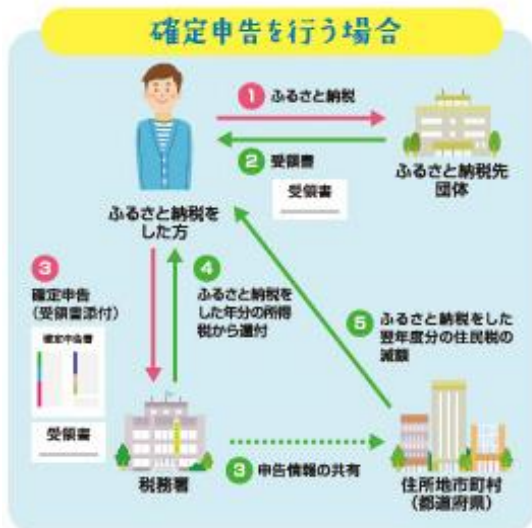 確定申告を行う場合
1 ふるさと納税
2 受領書
受領書
ふるさと納税先
団体
ふるさと納税を
した方
3
確定申告
(受領書添付)
確定申告書
受領書
4
ふるさと納税を
した年分の所得
税から還付
5 ふるさと納税をした
翌年度分の住民税の
減額
税務署
3 申告情報の共有
住所地市町村
(都道府県)